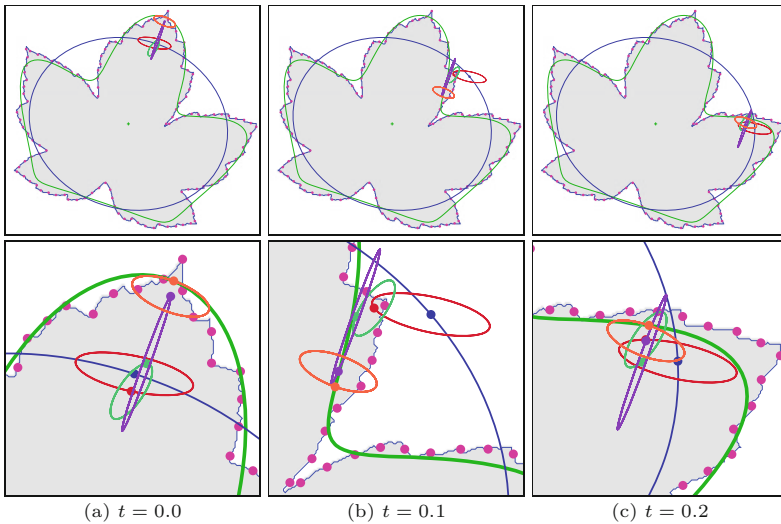 (a) t = 0.0
(b) t = 0.1
(c) t = 0.2